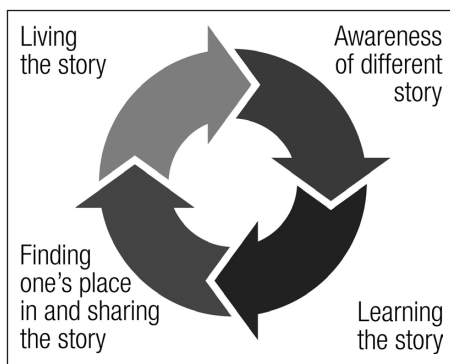 Living
the story
Awareness
of different
story
Learning
the story
Finding
one's place
in and sharing
the story